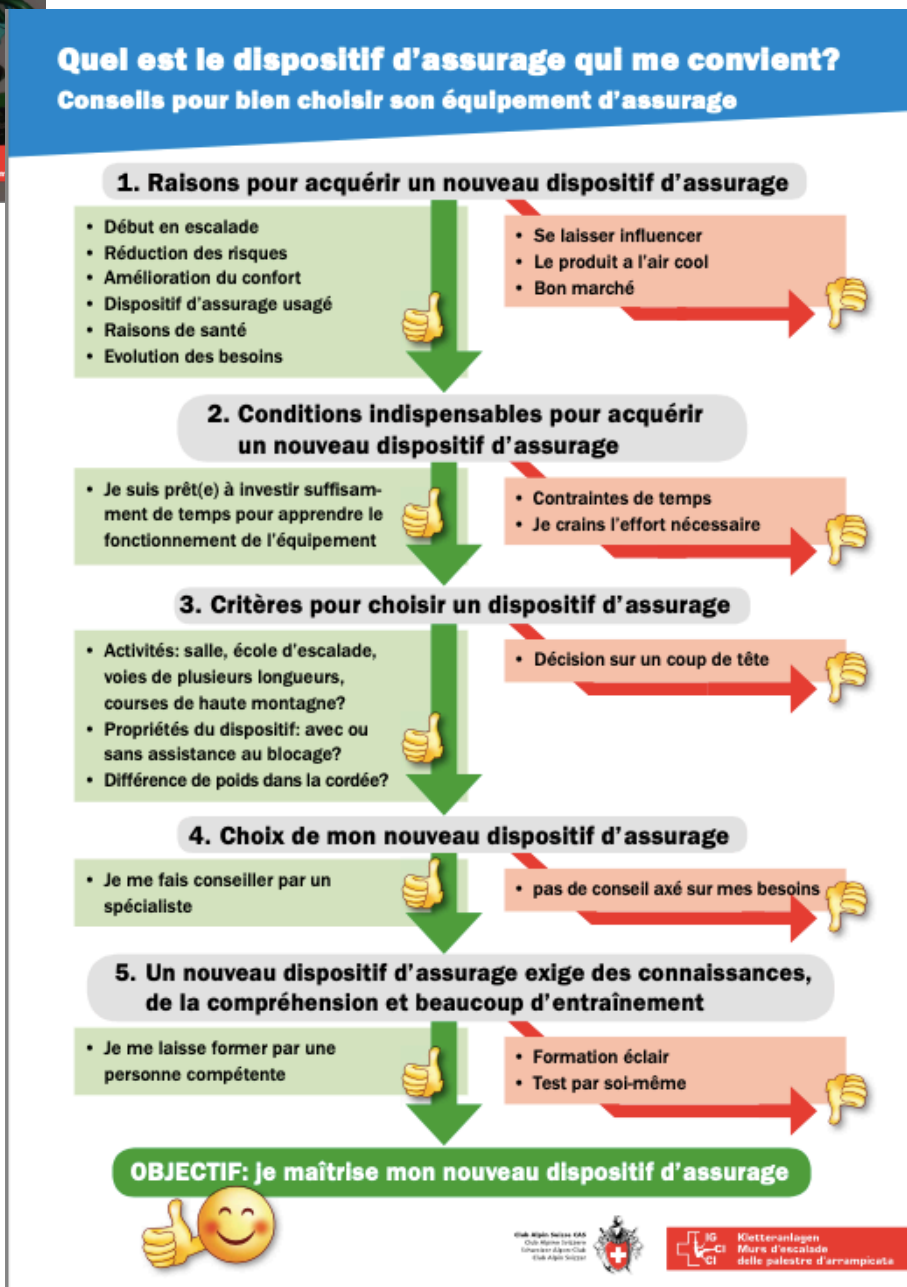 Quel est le dispositif d'assurage qui me convient?
Conseils pour bien choisir son équipement d'assurage
1. Raisons pour acquérir un nouveau dispositif d'assurage
• Début en escalade
• Réduction des risques
• Amélioration du confort
• Dispositif d'assurage usagé
• Raisons de santé
• Evolution des besoins
• Se laisser influencer
• Le produit a l'air cool
• Bon marché
2. Conditions indispensables pour acquérir
un nouveau dispositif d'assurage
• Je suis prêt(e) à investir suffisam-
ment de temps pour apprendre le
fonctionnement de l'équipement
• Contraintes de temps
• Je crains l'effort nécessaire
3. Critères pour choisir un dispositif d'assurage
• Activités: salle, école d'escalade,
voies de plusieurs longueurs,
courses de haute montagne?
• Propriétés du dispositif: avec ou
sans assistance au blocage?
• Différence de poids dans la cordée?
• Décision sur un coup de tête
4. Choix de mon nouveau dispositif d'assurage
• Je me fais conseiller par un
spécialiste
• pas de conseil axé sur mes besoins
5. Un nouveau dispositif d'assurage exige des connaissances,
de la compréhension et beaucoup d'entraînement
• Je me laisse former par une
personne compétente
• Formation éclair
• Test par soi-même
OBJECTIF: je maîtrise mon nouveau dispositif d'assurage
Club Alpin Suisse CAS
Club Alpino Svizzero
Schweizer Alpen-Club
Club Alpin Svizzer
IG
CI
CI
Kletteranlagen
Murs d'escalade
delle palestre d'arrampicata